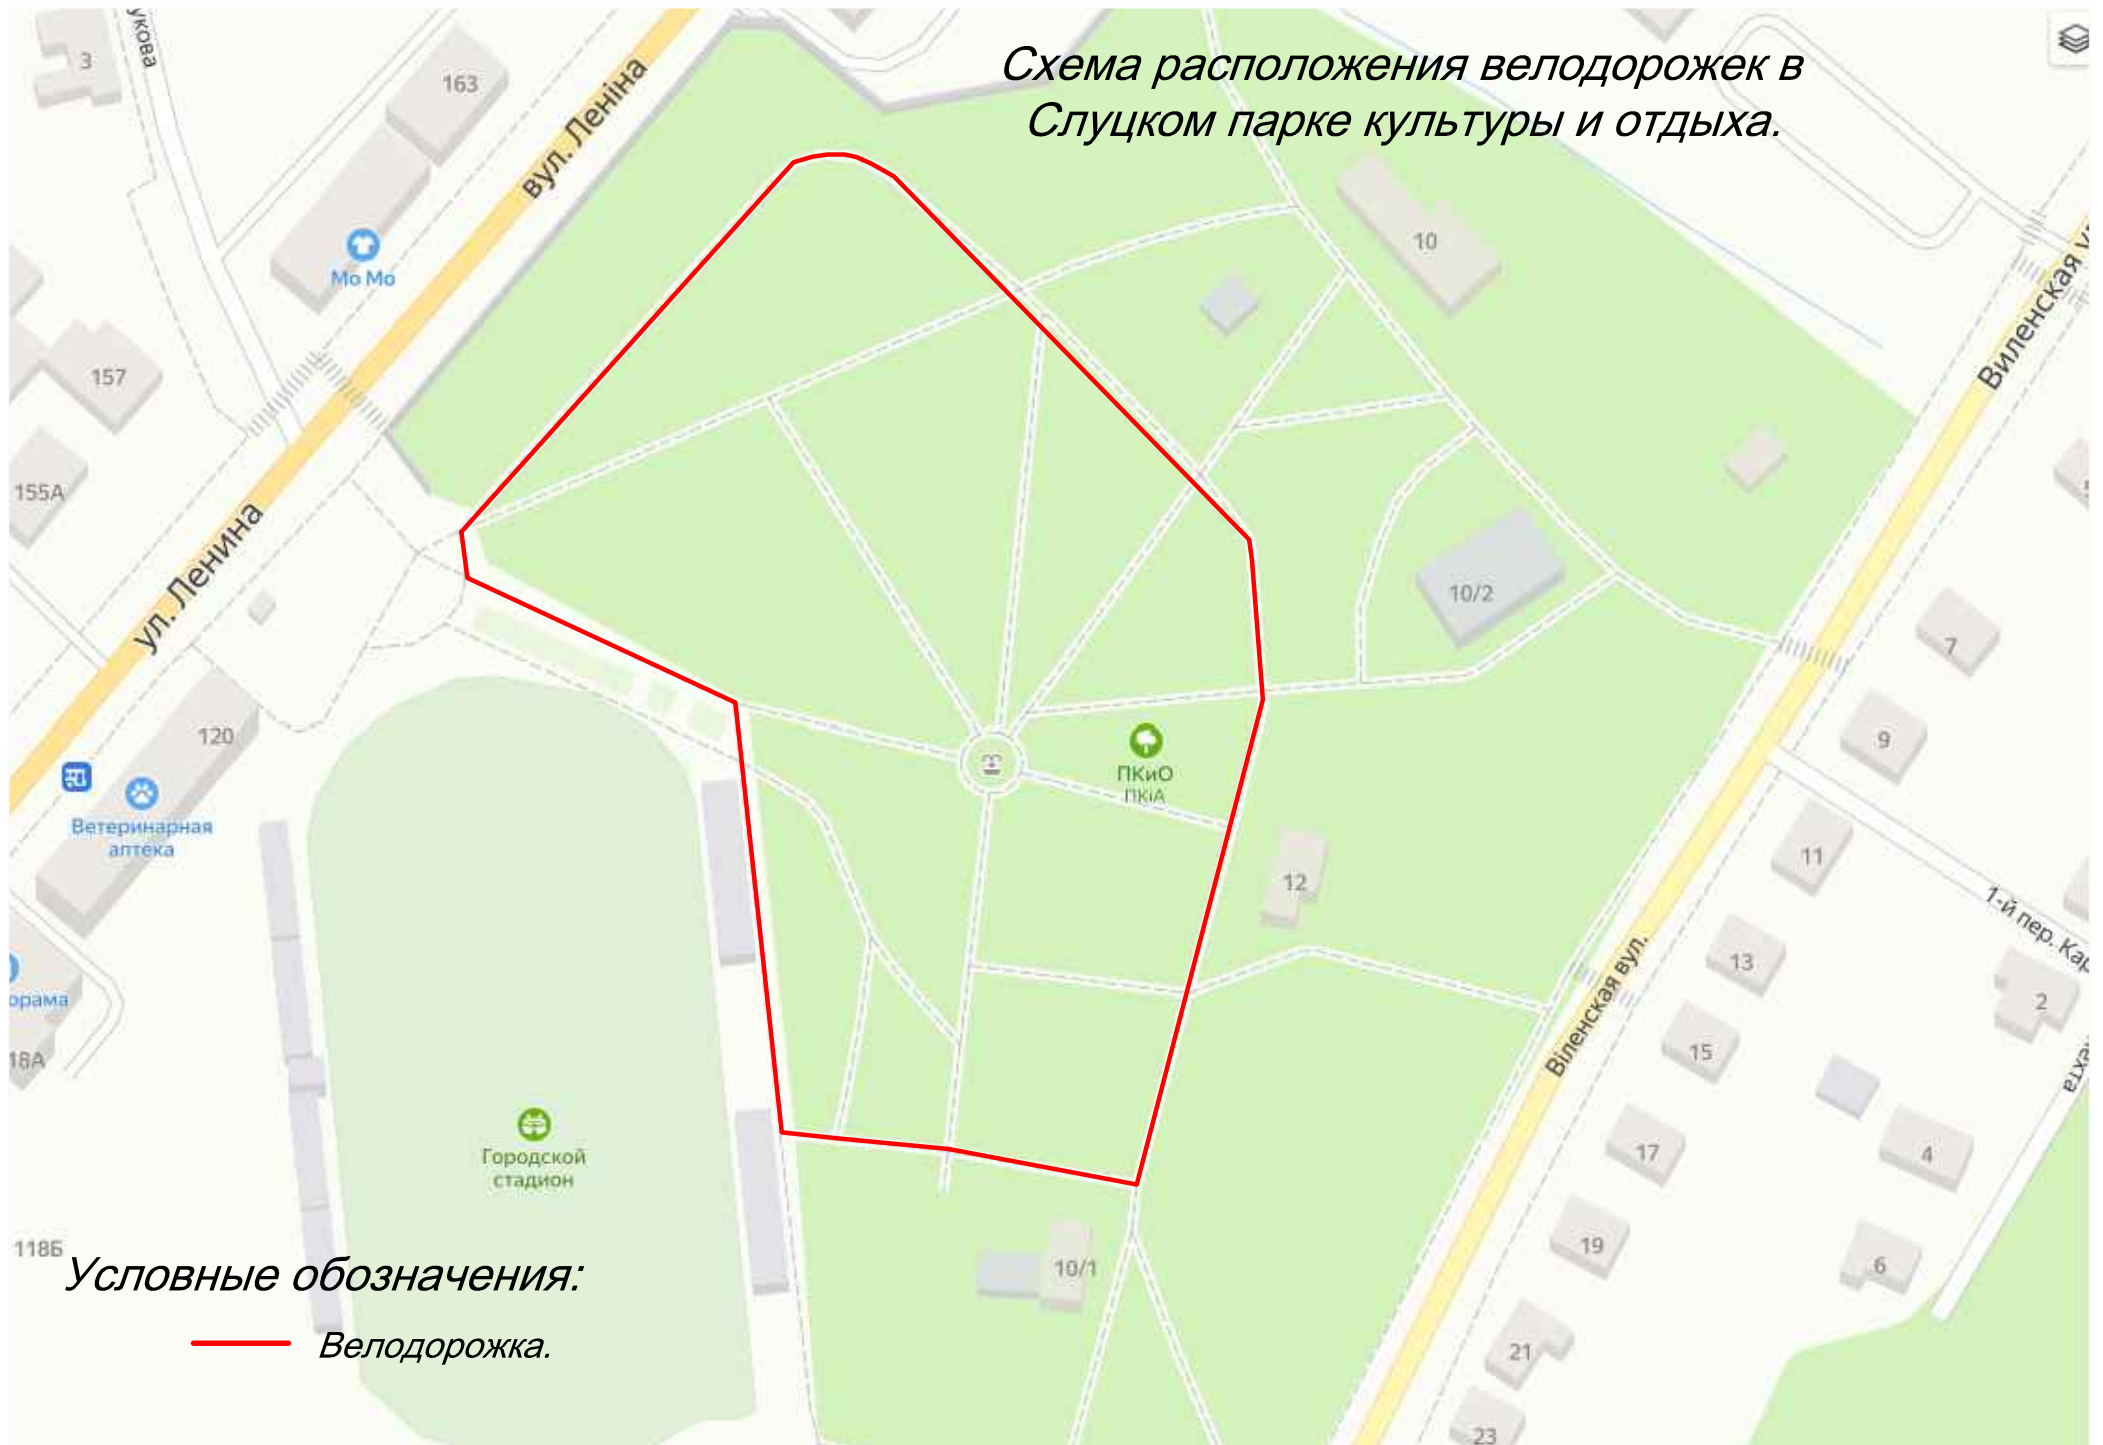 Схема расположения велодорожек в
Слуцком парке культуры и отдыха.
укова
3
163
вул. Леніна
Mo Mo
10
Виленская у
157
155А
ул. Ленина
10/2
7
9
120
ПКиО
ПКіА
Ветеринарная
аптека
11
12
1-й пер. Кар
Віленская вул.
13
2
орама
18А
15
ехта
Городской
стадион
17
4
118Б
19
6
10/1
Условные обозначения:
Велодорожка.
21
23